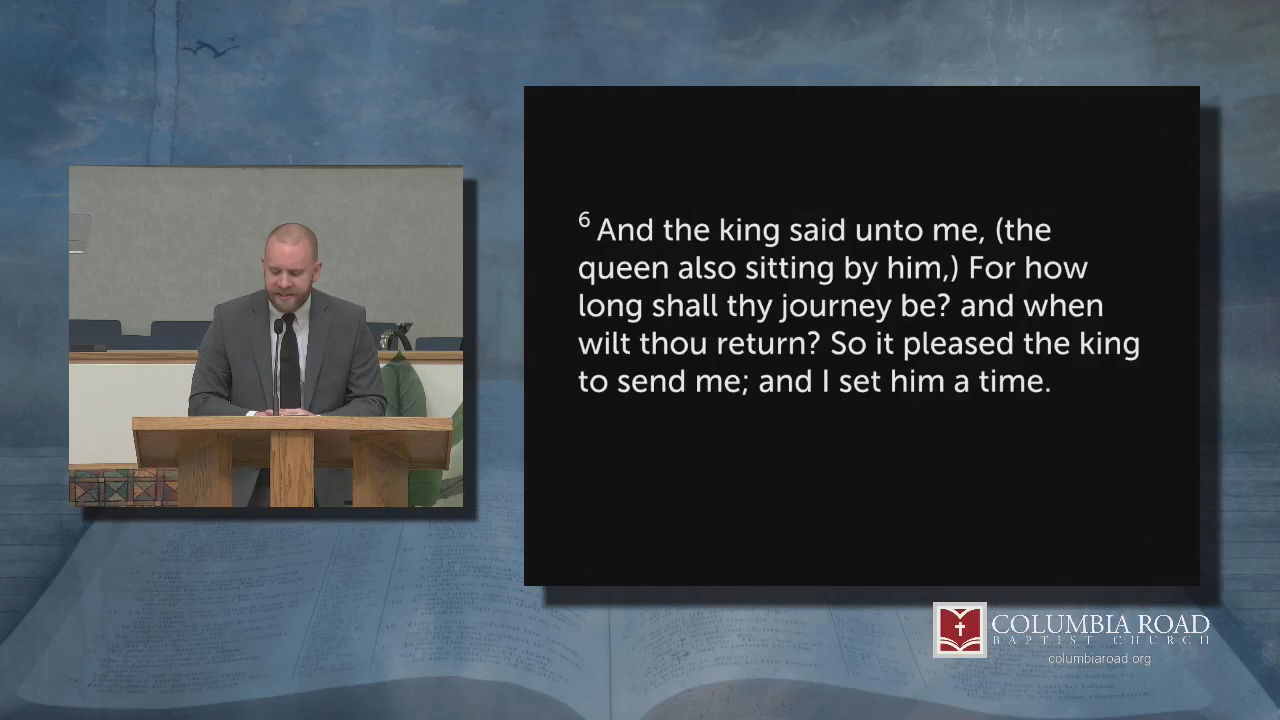 6 And the king said unto me, (the
queen also sitting by him,) For how
long shall thy journey be? and when
wilt thou return? So it pleased the king
to send me; and I set him a time.
COLUMBIA ROAD
BAPTIST CHURCH
columbiaroad.org